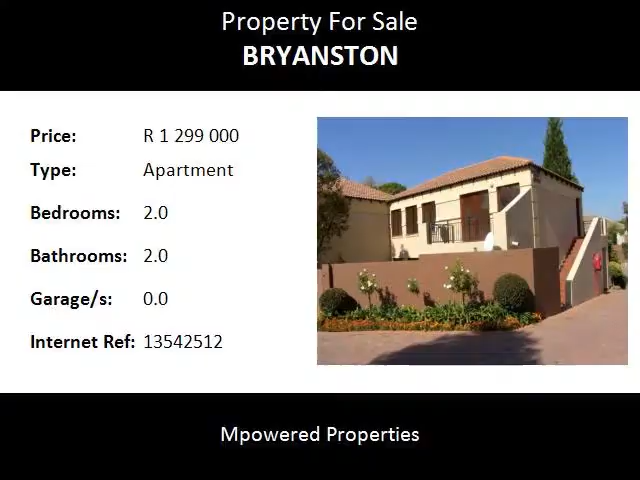 Property For Sale
BRYANSTON
Price: R 1 299 000
Type: Apartment
Bedrooms: 2.0
Bathrooms: 2.0
Garage/s: 0.0
Internet Ref: 13542512
Mpowered Properties